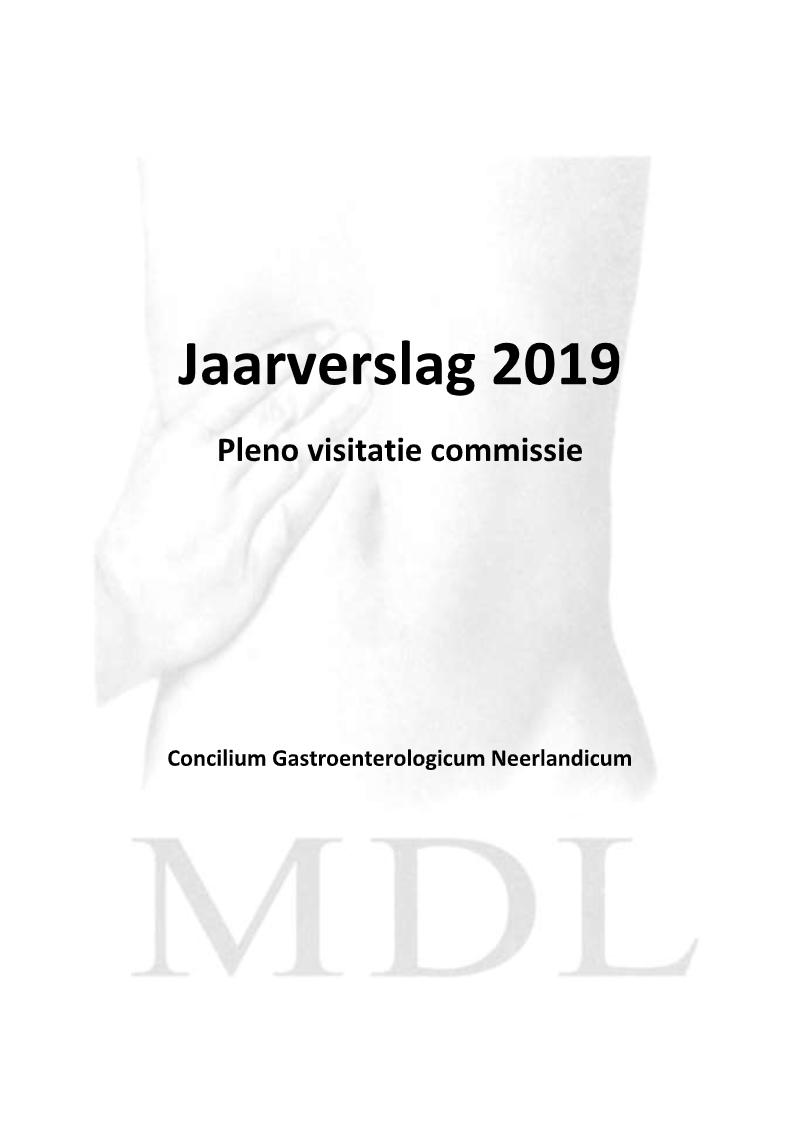 Jaarverslag 2019
Pleno visitatie commissie
Concilium Gastroenterologicum Neerlandicum
MDL